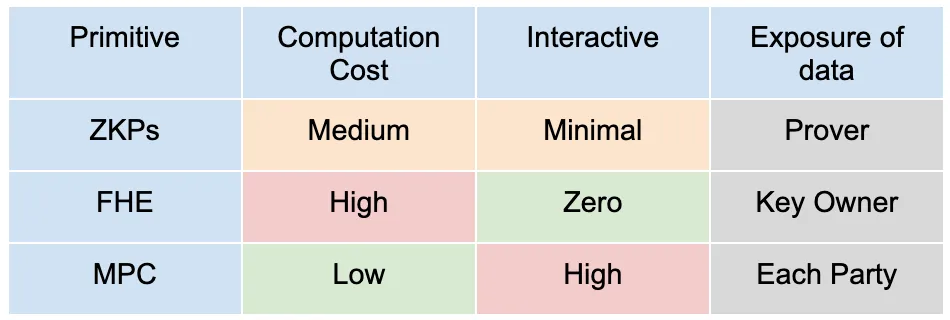 Primitive Computation Cost Interactive Exposure of data
ZKPs Medium Minimal Prover
FHE High Zero Key Owner
MPC Low High Each Party